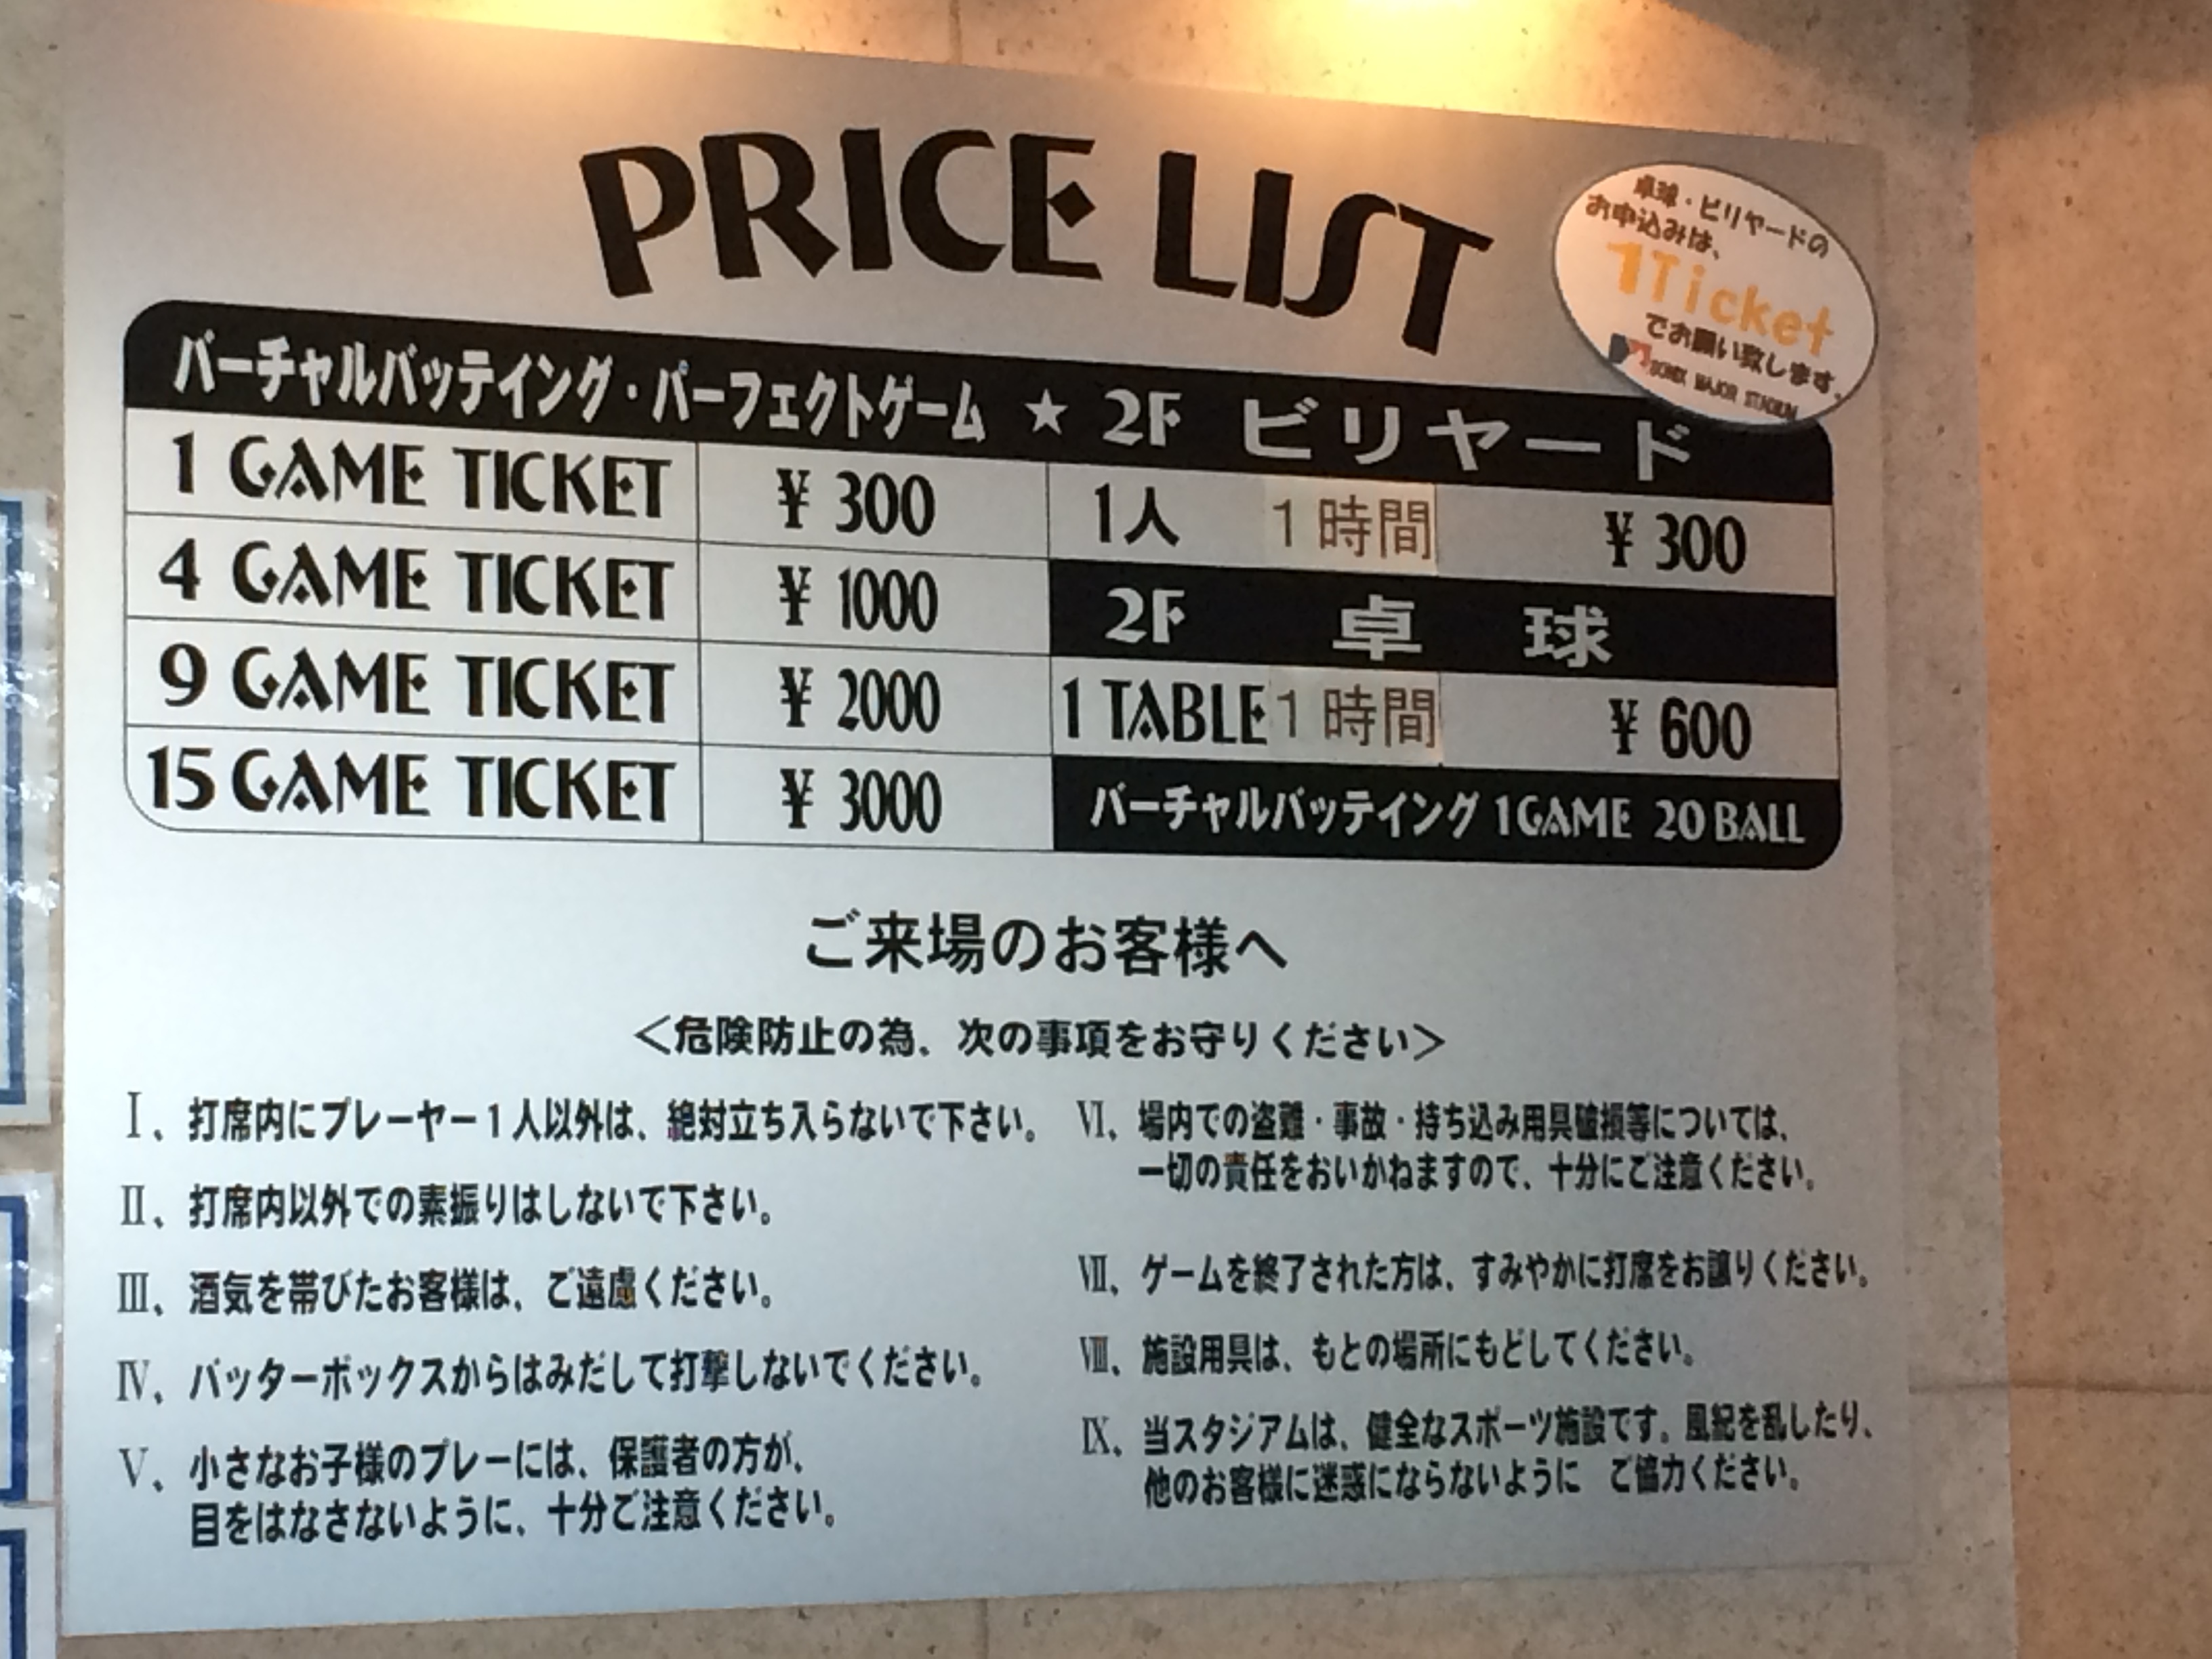 PRICE LIST
卓球・ビリヤードの
お申込みは、
1Ticket
でお願い致します。
MAJOR STADIUM
バーチャルバッテイング・パーフェクトゲーム ★ 2F ビリヤード
1 GAME TICKET ¥ 300 1人 1時間 ¥ 300
4 GAME TICKET ¥ 1000 2F 卓球
9 GAME TICKET ¥ 2000 1 TABLE 1時間 ¥ 600
15 GAME TICKET ¥ 3000 バーチャルバッテイング 1GAME 20 BALL
ご来場のお客様へ
＜危険防止の為、次の事項をお守りください＞
Ⅰ、打席内にプレーヤー1人以外は、絶対立ち入らないで下さい。
Ⅱ、打席内以外での素振りはしないで下さい。
Ⅲ、酒気を帯びたお客様は、ご遠慮ください。
Ⅳ、バッターボックスからはみだして打撃しないでください。
Ⅴ、小さなお子様のプレーには、保護者の方が、
目をはなさないように、十分ご注意ください。
Ⅵ、場内での盗難・事故・持ち込み用具破損等については、
一切の責任をおいかねますので、十分にご注意ください。
Ⅶ、ゲームを終了された方は、すみやかに打席をお譲りください。
Ⅷ、施設用具は、もとの場所にもどしてください。
Ⅸ、当スタジアムは、健全なスポーツ施設です。風紀を乱したり、
他のお客様に迷惑にならないように ご協力ください。